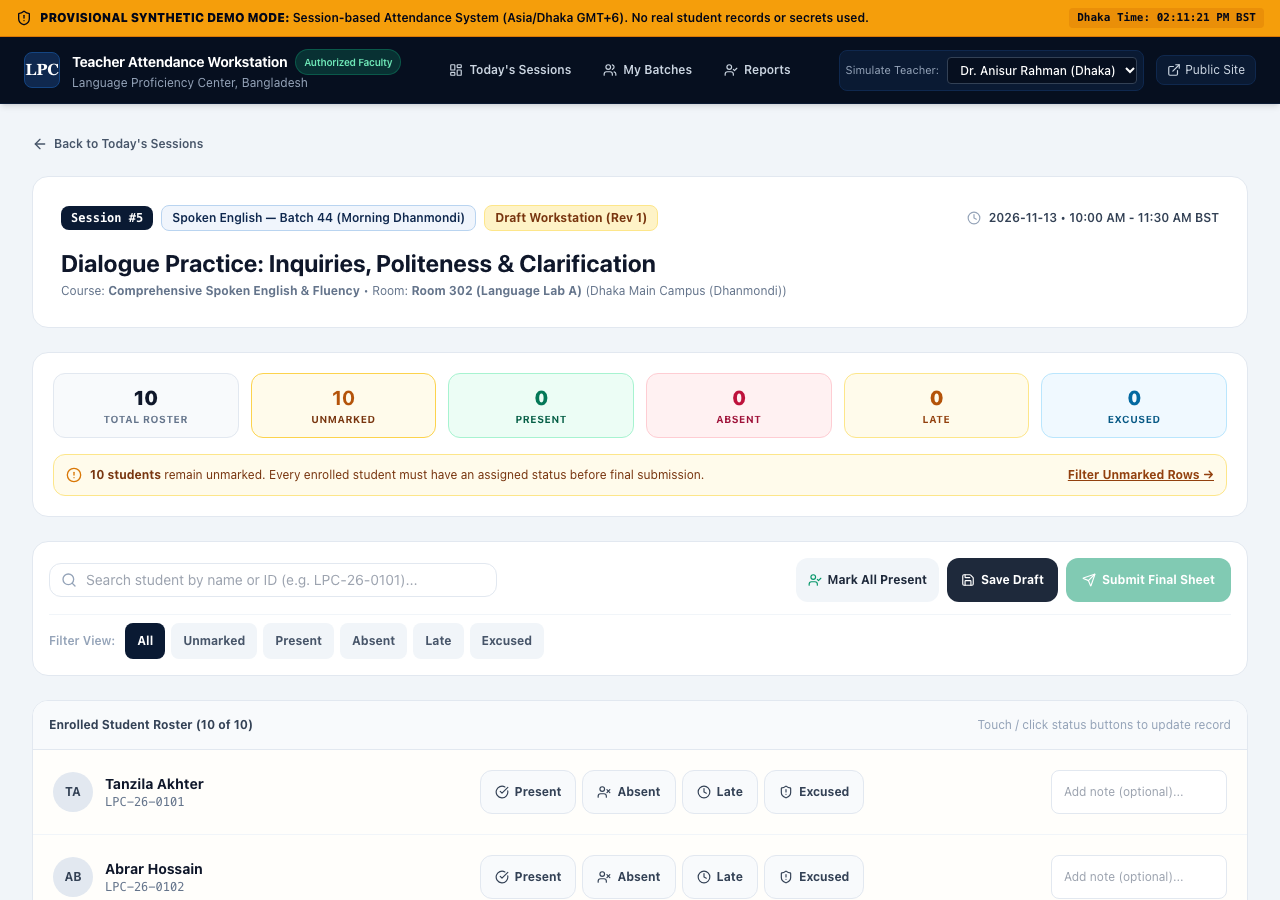 PROVISIONAL SYNTHETIC DEMO MODE: Session-based Attendance System (Asia/Dhaka GMT+6). No real student records or secrets used.
Dhaka Time: 02:11:21 PM BST
LPC
Teacher Attendance Workstation
Authorized Faculty
Language Proficiency Center, Bangladesh
Today's Sessions
My Batches
Reports
Simulate Teacher:
Dr. Anisur Rahman (Dhaka)
Public Site
Back to Today's Sessions
Session #5
Spoken English — Batch 44 (Morning Dhanmondi)
Draft Workstation (Rev 1)
2026-11-13 • 10:00 AM - 11:30 AM BST
Dialogue Practice: Inquiries, Politeness & Clarification
Course: Comprehensive Spoken English & Fluency • Room: Room 302 (Language Lab A) (Dhaka Main Campus (Dhanmondi))
10
TOTAL ROSTER
10
UNMARKED
0
PRESENT
0
ABSENT
0
LATE
0
EXCUSED
10 students remain unmarked. Every enrolled student must have an assigned status before final submission.
Filter Unmarked Rows →
Search student by name or ID (e.g. LPC-26-0101)...
Mark All Present
Save Draft
Submit Final Sheet
Filter View:
All
Unmarked
Present
Absent
Late
Excused
Enrolled Student Roster (10 of 10)
Touch / click status buttons to update record
TA
Tanzila Akhter
LPC-26-0101
Present
Absent
Late
Excused
Add note (optional)...
AB
Abrar Hossain
LPC-26-0102
Present
Absent
Late
Excused
Add note (optional)...